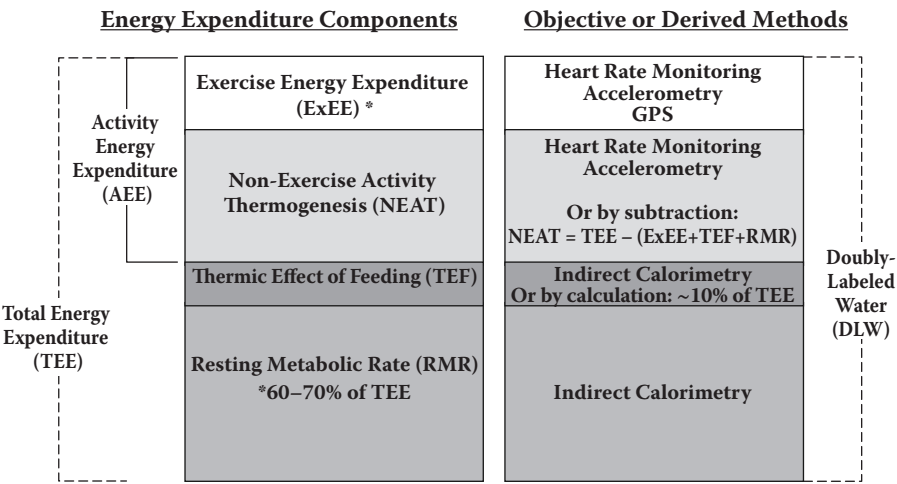 Energy Expenditure Components
Objective or Derived Methods
Exercise Energy Expenditure
(ExEE) *
Heart Rate Monitoring
Accelerometry
GPS
Activity
Energy
Expenditure
(AEE)
Non-Exercise Activity
Thermogenesis (NEAT)
Heart Rate Monitoring
Accelerometry
Or by subtraction:
NEAT = TEE – (ExEE+TEF+RMR)
Thermic Effect of Feeding (TEF)
Indirect Calorimetry
Or by calculation: ~10% of TEE
Total Energy
Expenditure
(TEE)
Resting Metabolic Rate (RMR)
*60–70% of TEE
Indirect Calorimetry
Doubly-
Labeled
Water
(DLW)